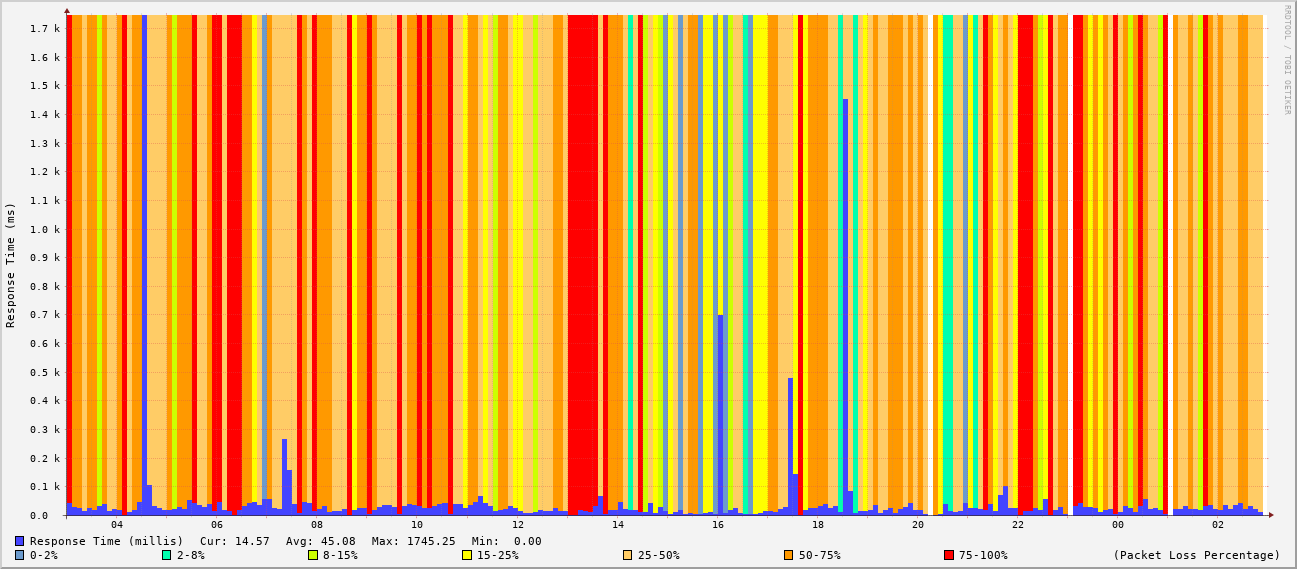 RRDTOOL / TOBI OETIKER
Response Time (ms)
1.7 k
1.6 k
1.5 k
1.4 k
1.3 k
1.2 k
1.1 k
1.0 k
0.9 k
0.8 k
0.7 k
0.6 k
0.5 k
0.4 k
0.3 k
0.2 k
0.1 k
0.0
04 06 08 10 12 14 16 18 20 22 00 02
Response Time (millis) Cur: 14.57 Avg: 45.08 Max: 1745.25 Min: 0.00
0-2% 2-8% 8-15% 15-25% 25-50% 50-75% 75-100% (Packet Loss Percentage)